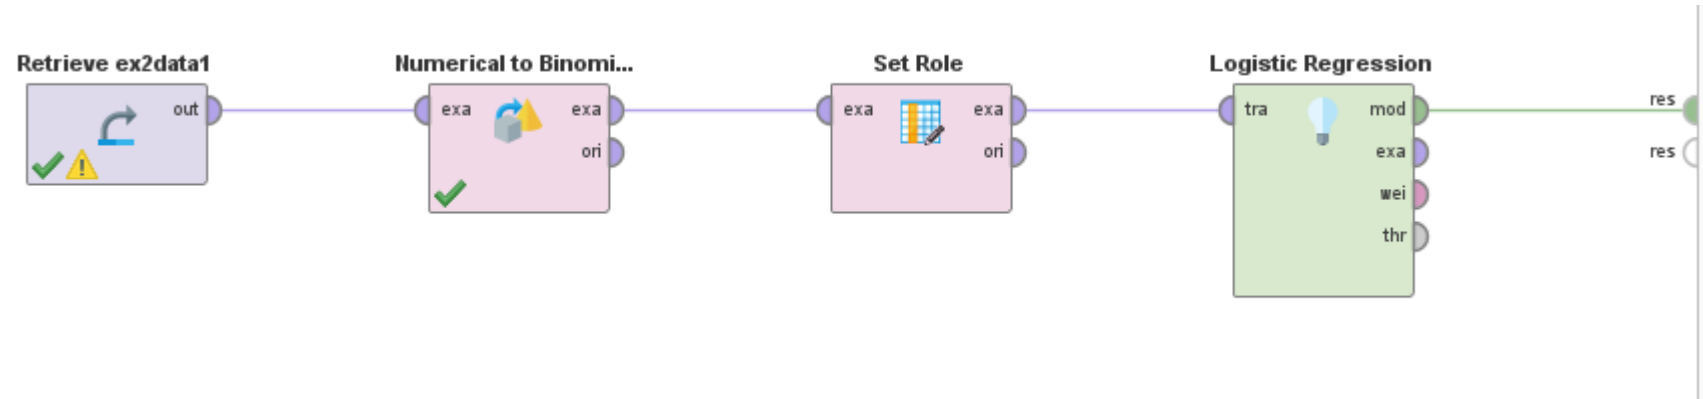 Retrieve ex2data1
out
Numerical to Binomi...
exa
exa
ori
Set Role
exa
exa
ori
Logistic Regression
tra
mod
exa
wei
thr
res
res